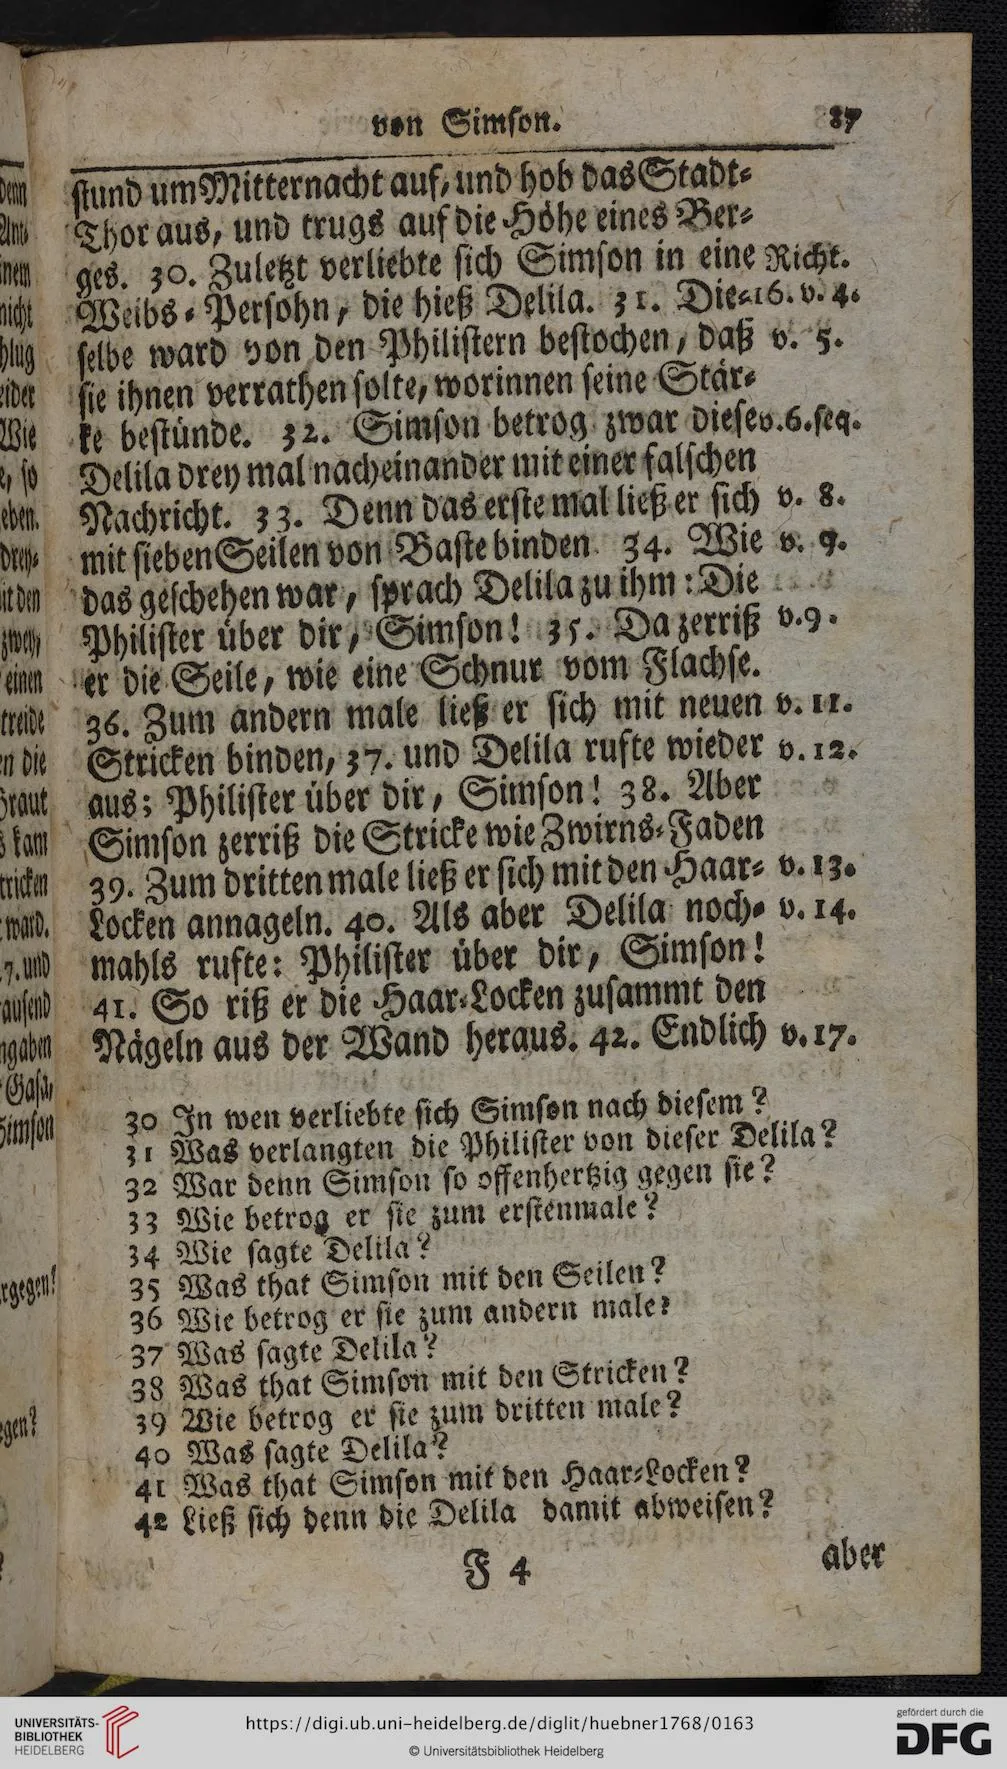 von Simson. 87
stund um Mitternacht auf, und hob das Stadt-
Thor aus, und trugs auf die Höhe eines Ber-
ges. 30. Zuletzt verliebte sich Simson in eine Richt.
Weibs-Persohn, die hieß Delila. 31. Die- 16. v. 4.
selbe ward von den Philistern bestochen, daß v. 5.
sie ihnen verrathen solte, worinnen seine Stär-
ke bestünde. 32. Simson betrog zwar diese v. 6. seq.
Delila drey mal nacheinander mit einer falschen
Nachricht. 33. Denn das erste mal ließ er sich v. 8.
mit sieben Seilen von Baste binden 34. Wie v. 9.
das geschehen war, sprach Delila zu ihm: Die
Philister über dir, Simson! 35. Da zerriß v. 9.
er die Seile, wie eine Schnur vom Flachse.
36. Zum andern male ließ er sich mit neuen v. 11.
Stricken binden, 37. und Delila rufte wieder v. 12.
aus; Philister über dir, Simson! 38. Aber
Simson zerriß die Stricke wie Zwirns-Faden
39. Zum dritten male ließ er sich mit den Haar- v. 13.
Locken annageln. 40. Als aber Delila noch- v. 14.
mahls rufte: Philister über dir, Simson!
41. So riß er die Haar-Locken zusammt den
Nägeln aus der Wand heraus. 42. Endlich v. 17.
30 In wen verliebte sich Simson nach diesem?
31 Was verlangten die Philister von dieser Delila?
32 War denn Simson so offenhertzig gegen sie?
33 Wie betrog er sie zum erstenmale?
34 Wie sagte Delila?
35 Was that Simson mit den Seilen?
36 Wie betrog er sie zum andern male?
37 Was sagte Delila?
38 Was that Simson mit den Stricken?
39 Wie betrog er sie zum dritten male?
40 Was sagte Delila?
41 Was that Simson mit den Haar-Locken?
42 Ließ sich denn die Delila damit abweisen?
F 4 aber
UNIVERSITÄTS-
BIBLIOTHEK
HEIDELBERG
https://digi.ub.uni-heidelberg.de/diglit/huebner1768/0163
© Universitätsbibliothek Heidelberg
gefördert durch die
DFG